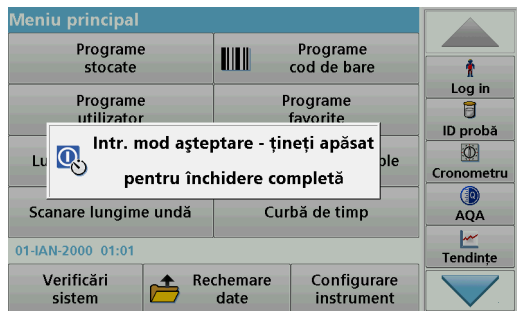 Meniu principal
Programe
stocate
Programe
cod de bare
Programe
utilizator
Programe
favorite
Intr. mod aşteptare - ţineţi apăsat
pentru închidere completă
Scanare lungime undă
Curbă de timp
01-IAN-2000 01:01
Verificări
sistem
Rechemare
date
Configurare
instrument
Log in
ID probă
Cronometru
AQA
Tendinţe